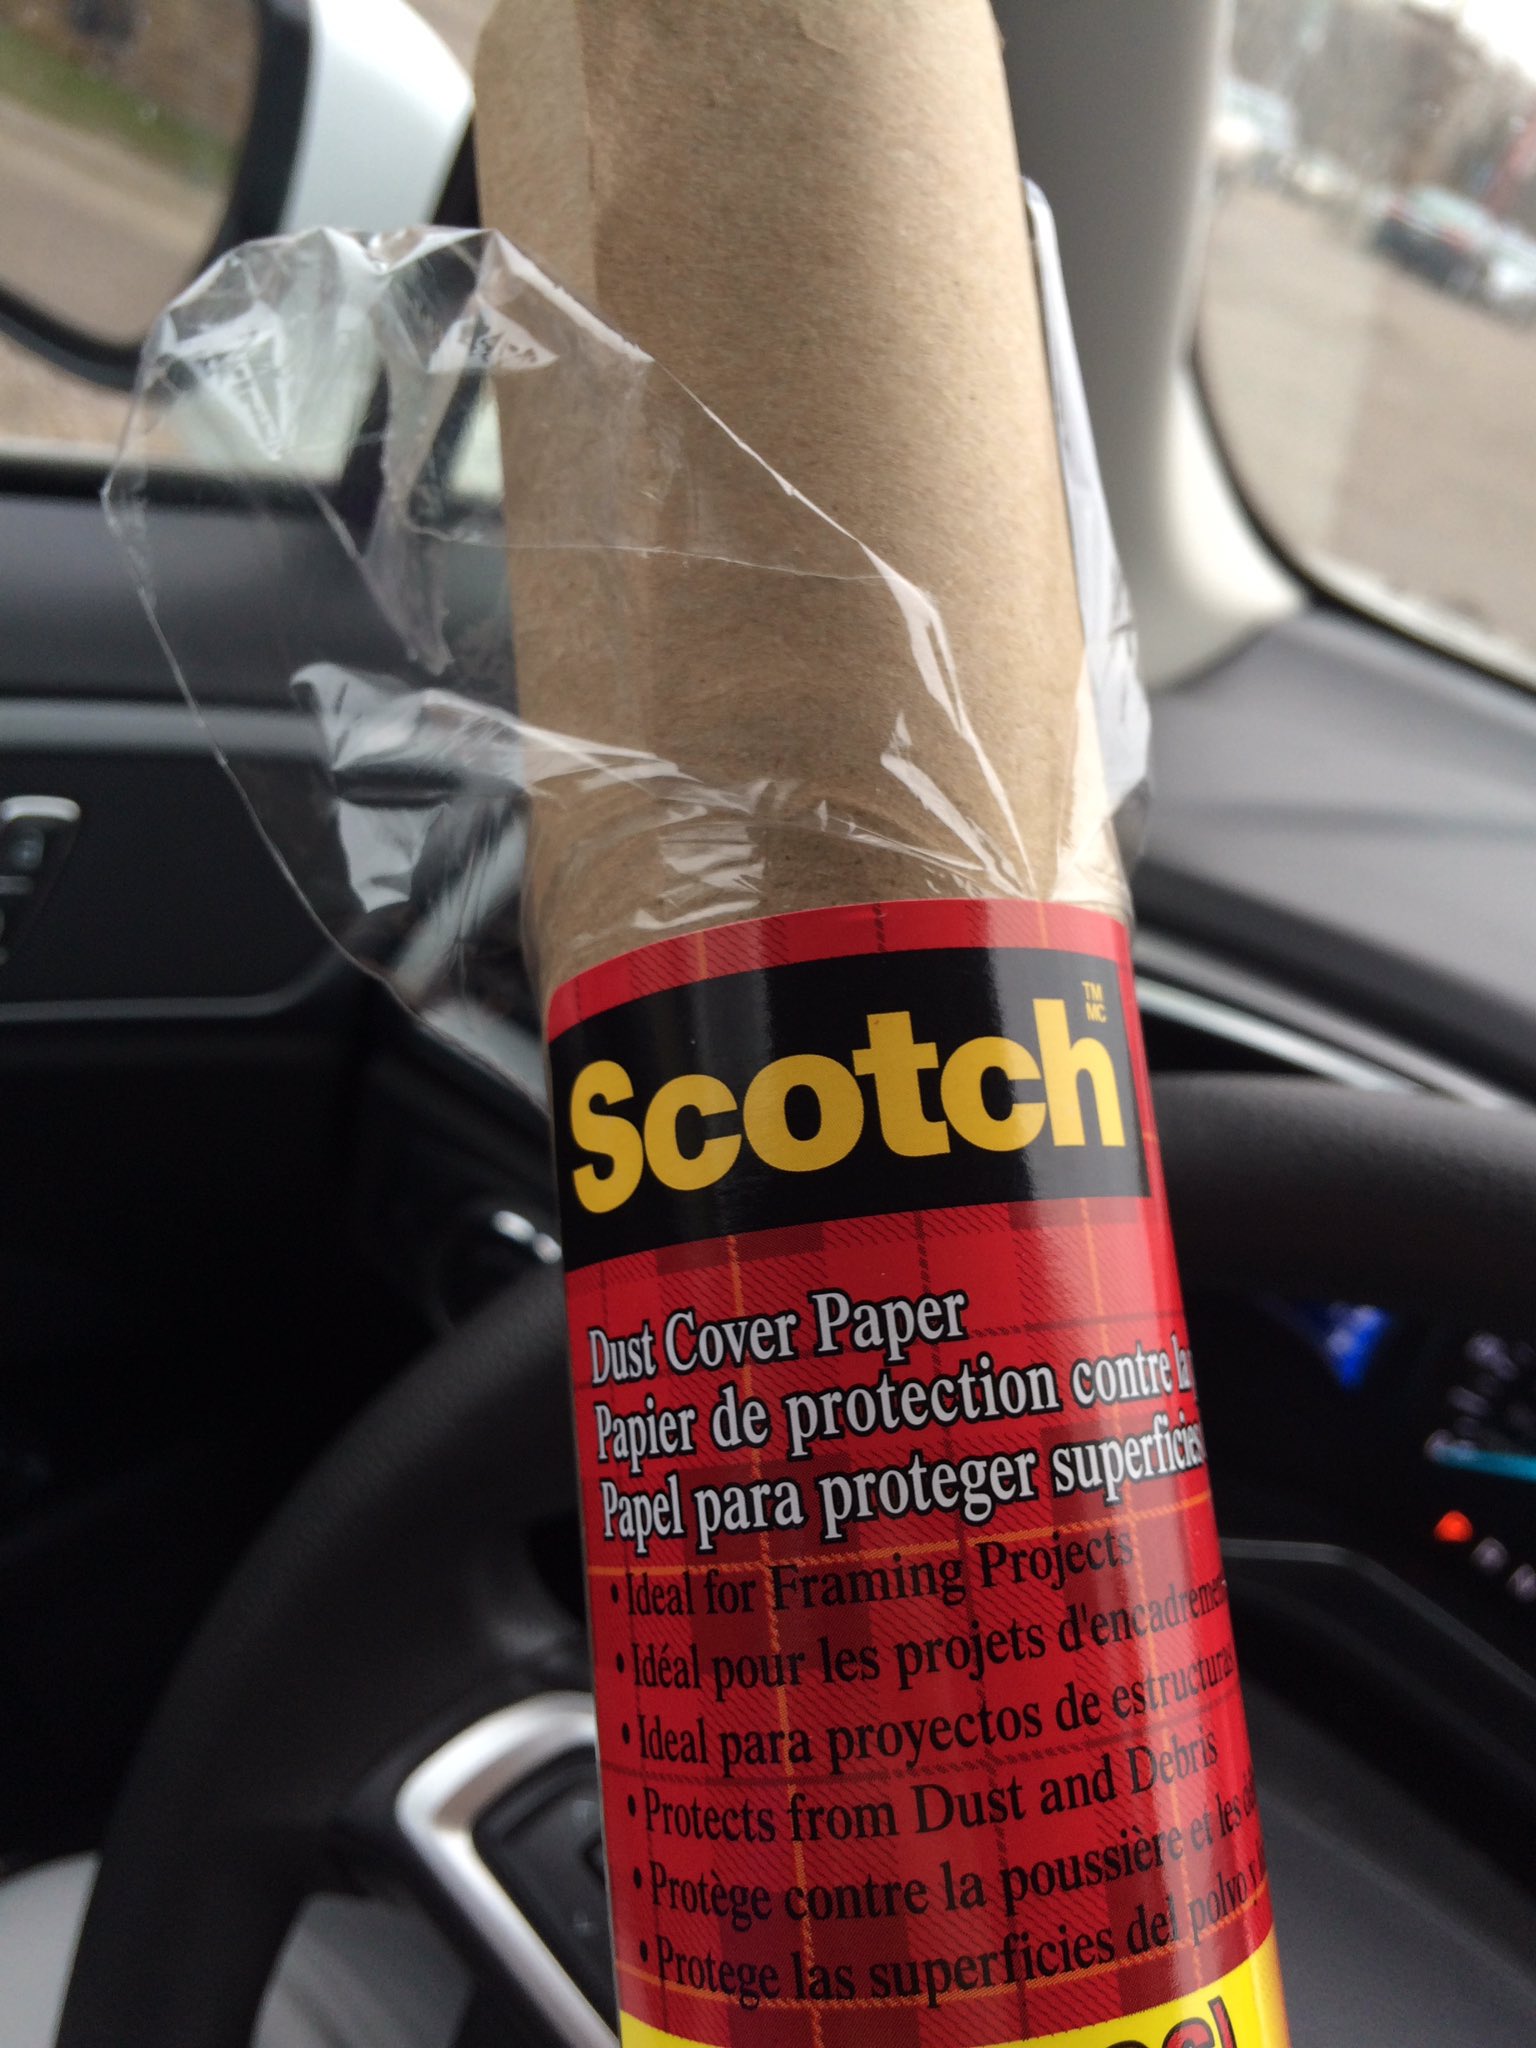 Scotch
TM
MC
Dust Cover Paper
Papier de protection contre la
Papel para proteger superficies
• Ideal for Framing Projects
• Idéal pour les projets
• Ideal para proyectos de
• Protects from Dust and Debris
• Protège contre la poussière et les
• Protege las superficies del polvo y